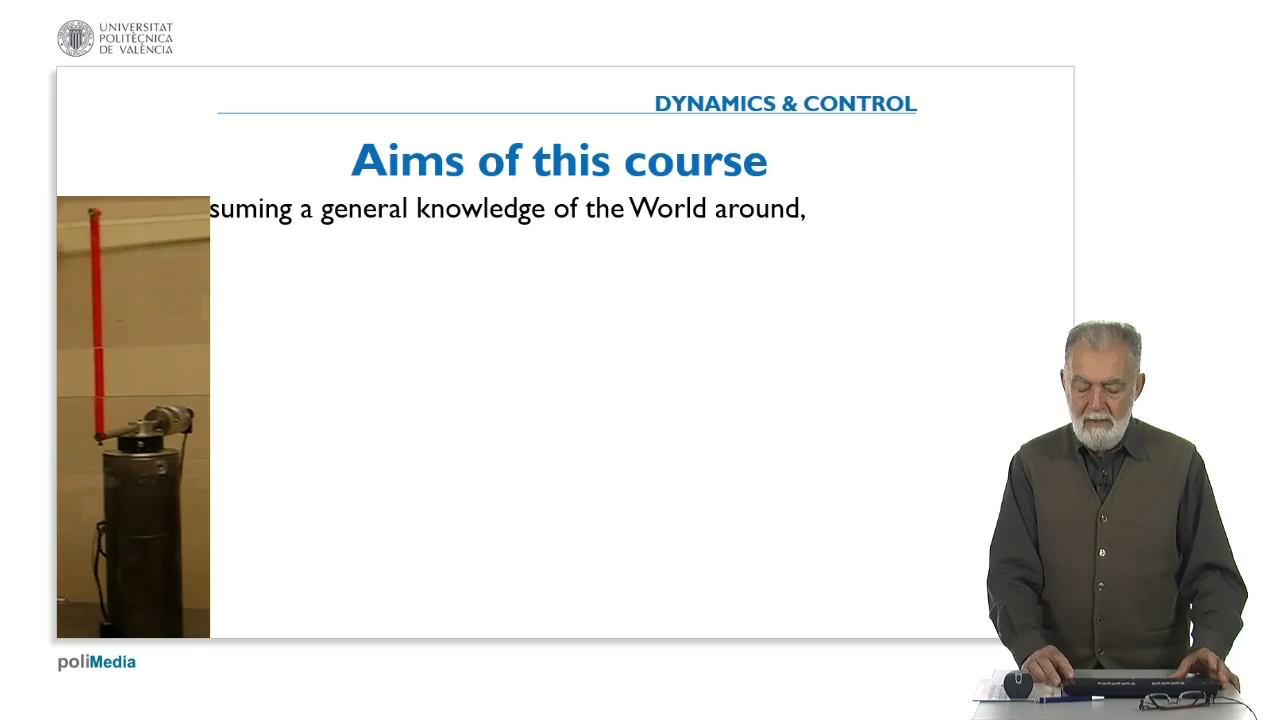 UNIVERSITAT
POLITÈCNICA
DE VALÈNCIA
DYNAMICS & CONTROL
Aims of this course
suming a general knowledge of the World around,
poliMedia